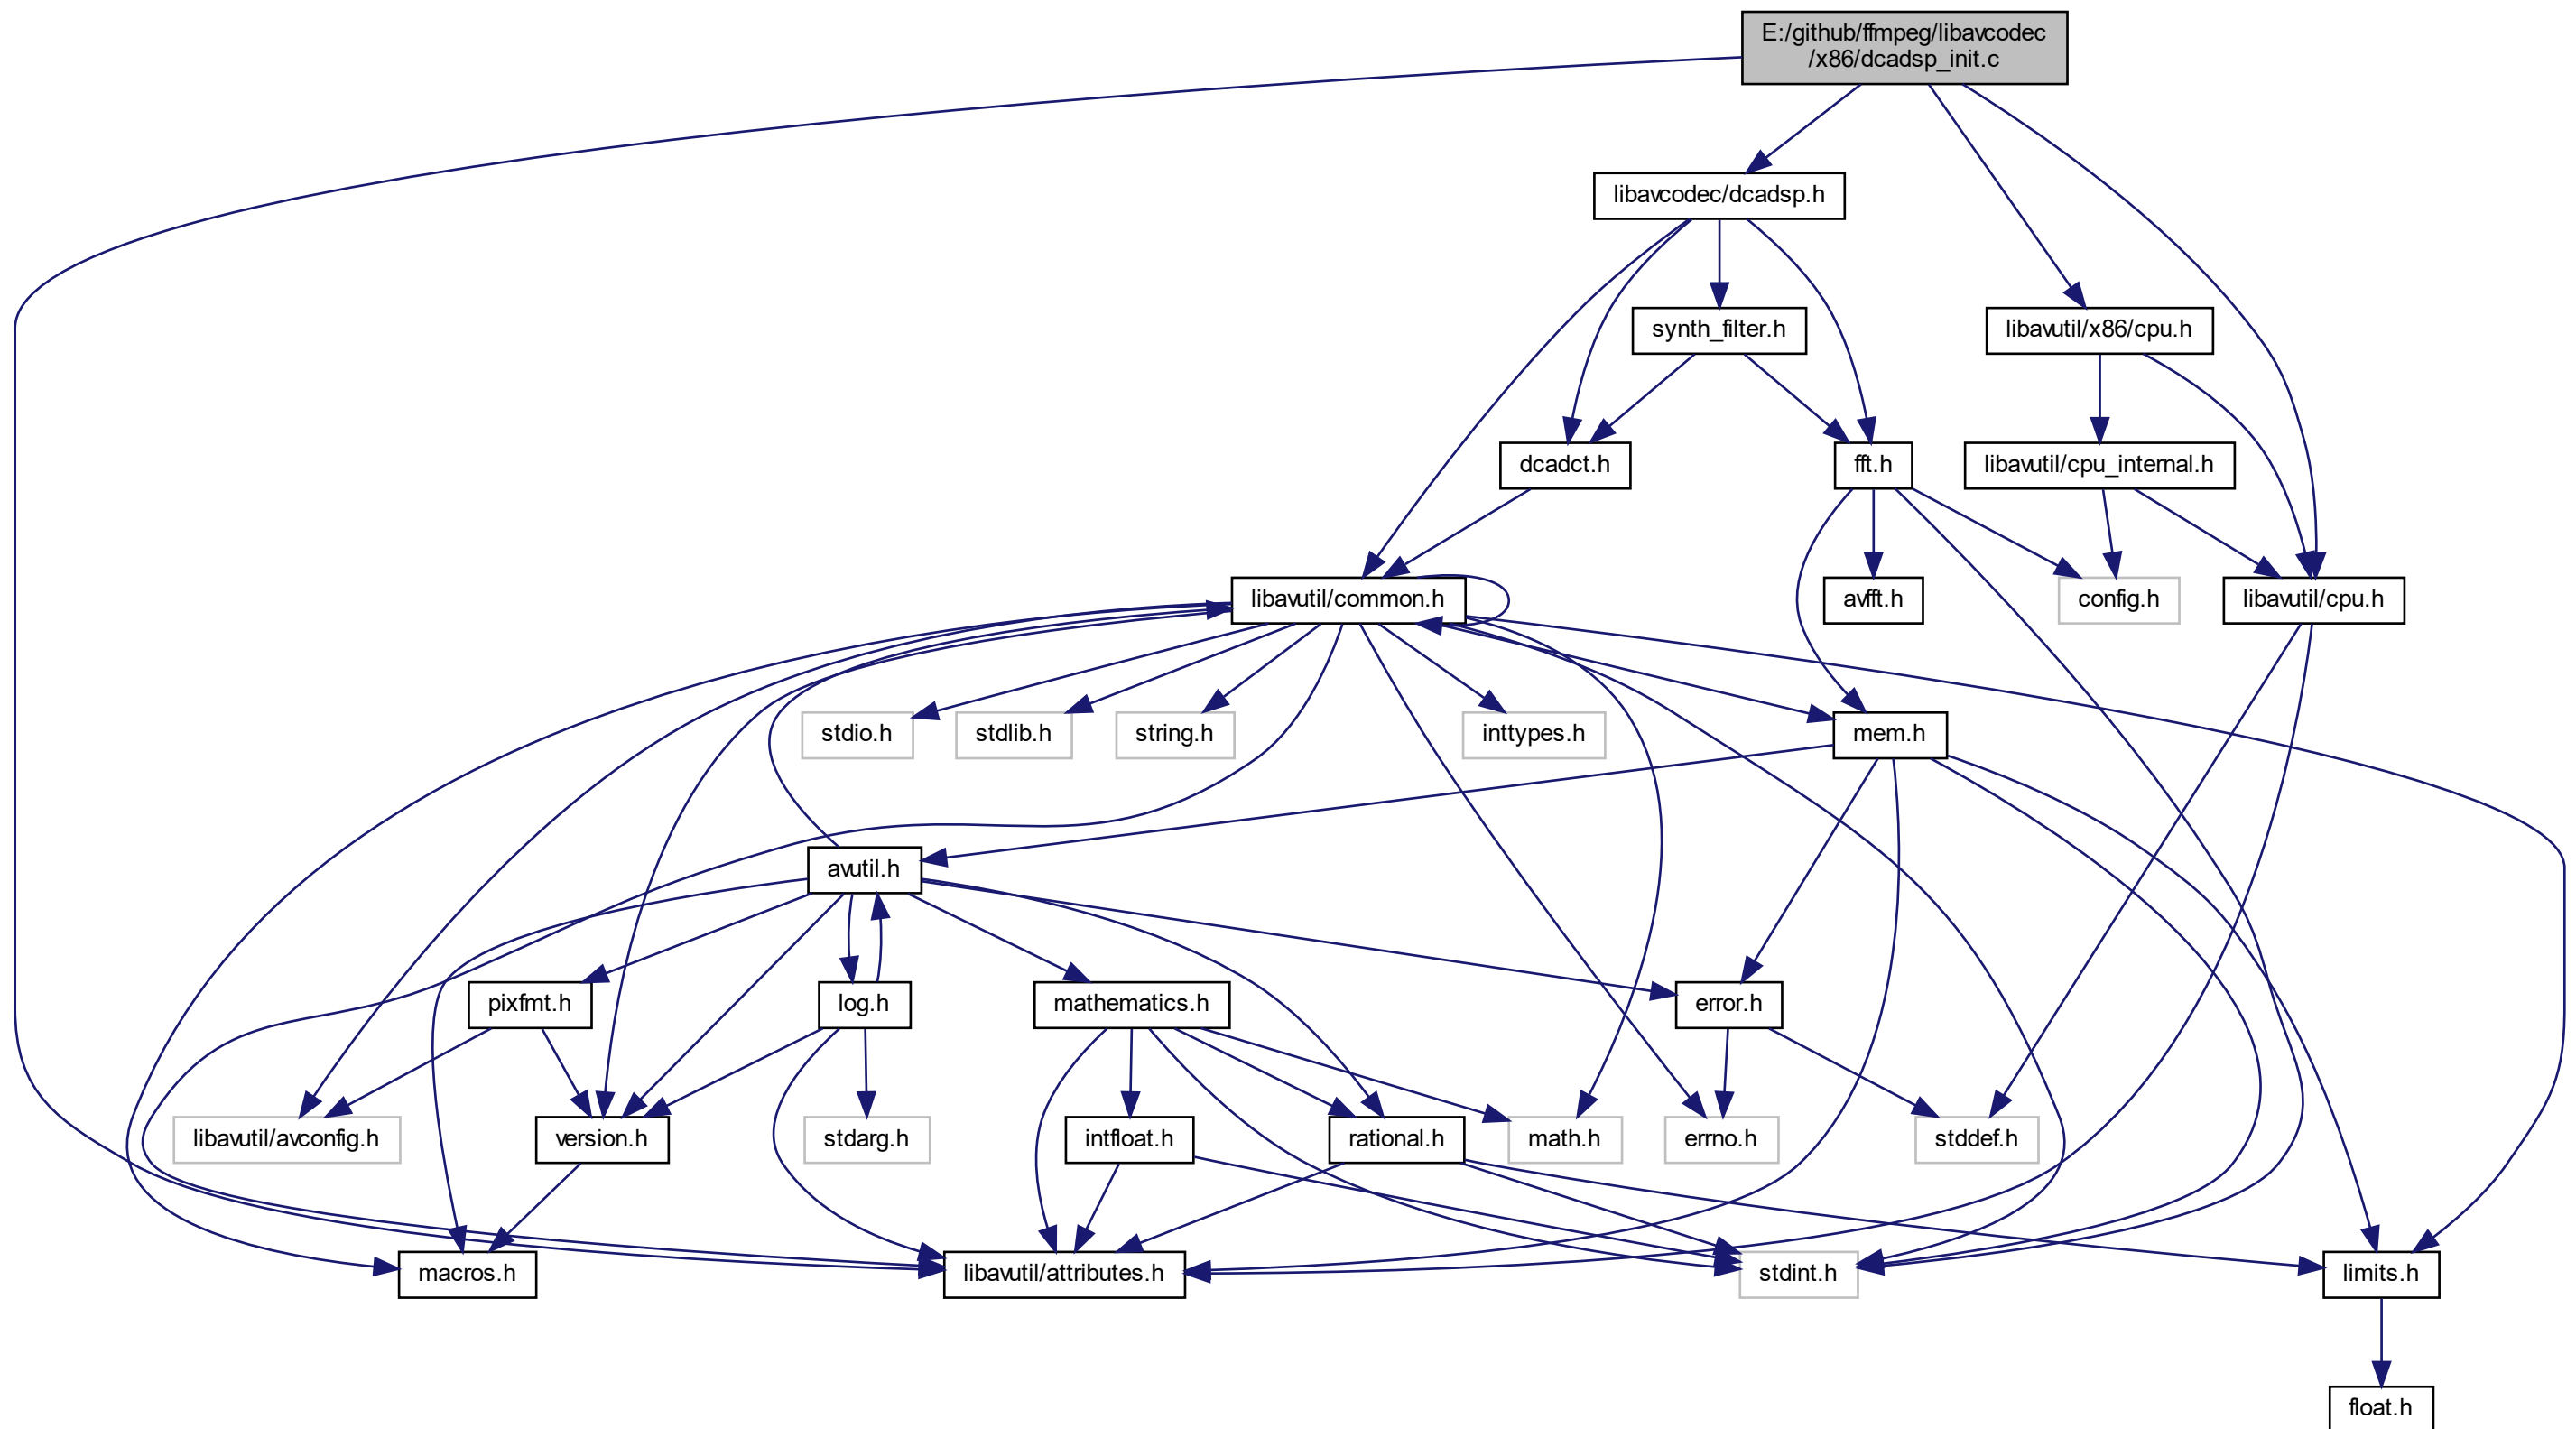 E:/github/ffmpeg/libavcodec
/x86/dcadsp_init.c
libavcodec/dcadsp.h
synth_filter.h
libavutil/x86/cpu.h
dcadct.h
fft.h
libavutil/cpu_internal.h
libavutil/common.h
avfft.h
config.h
libavutil/cpu.h
stdio.h
stdlib.h
string.h
inttypes.h
mem.h
avutil.h
pixfmt.h
log.h
mathematics.h
error.h
libavutil/avconfig.h
version.h
stdarg.h
intfloat.h
rational.h
math.h
errno.h
stddef.h
macros.h
libavutil/attributes.h
stdint.h
limits.h
float.h